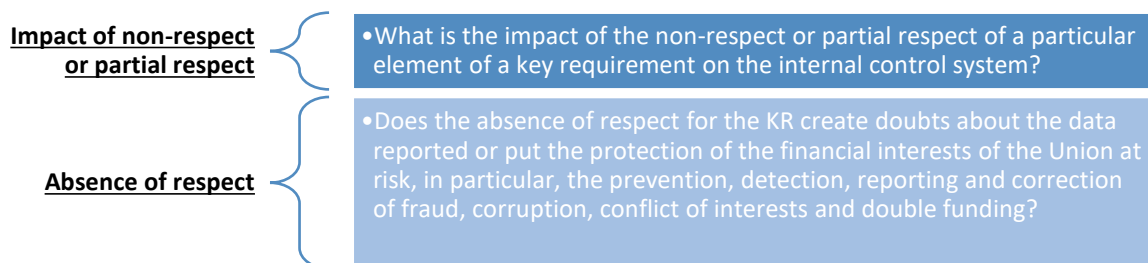 Impact of non-respect
or partial respect
•What is the impact of the non-respect or partial respect of a particular
element of a key requirement on the internal control system?
Absence of respect
•Does the absence of respect for the KR create doubts about the data
reported or put the protection of the financial interests of the Union at
risk, in particular, the prevention, detection, reporting and correction
of fraud, corruption, conflict of interests and double funding?